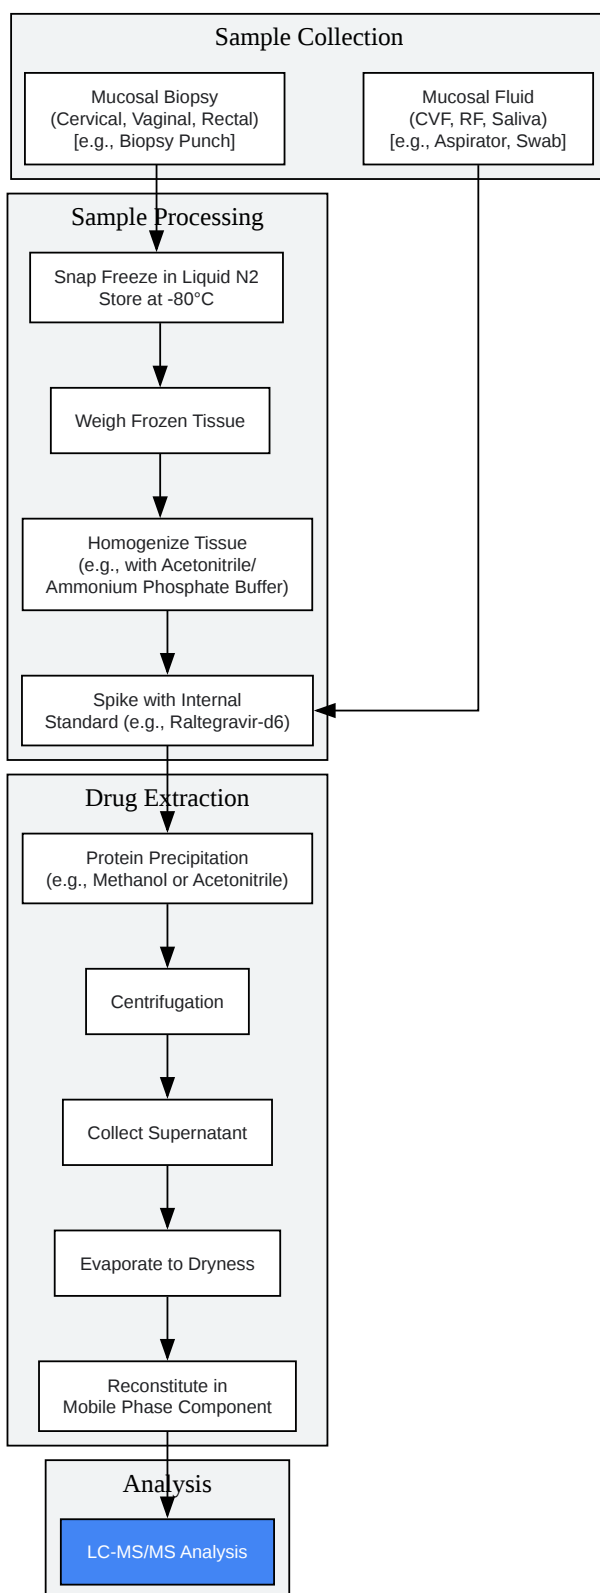 Sample Collection
Mucosal Biopsy
(Cervical, Vaginal, Rectal)
[e.g., Biopsy Punch]
Mucosal Fluid
(CVF, RF, Saliva)
[e.g., Aspirator, Swab]
Sample Processing
Snap Freeze in Liquid N2
Store at -80°C
Weigh Frozen Tissue
Homogenize Tissue
(e.g., with Acetonitrile/
Ammonium Phosphate Buffer)
Spike with Internal
Standard (e.g., Raltegravir-d6)
Drug Extraction
Protein Precipitation
(e.g., Methanol or Acetonitrile)
Centrifugation
Collect Supernatant
Evaporate to Dryness
Reconstitute in
Mobile Phase Component
Analysis
LC-MS/MS Analysis